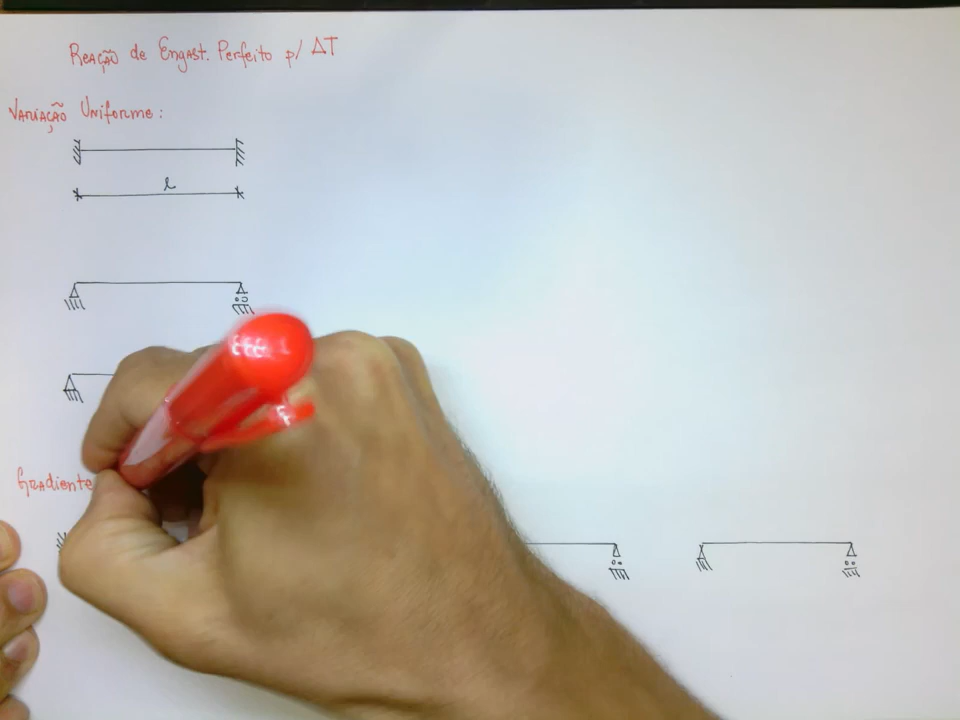 Reação de Engast. Perfeito p/ ΔT
Variação Uniforme:
l
Gradiente